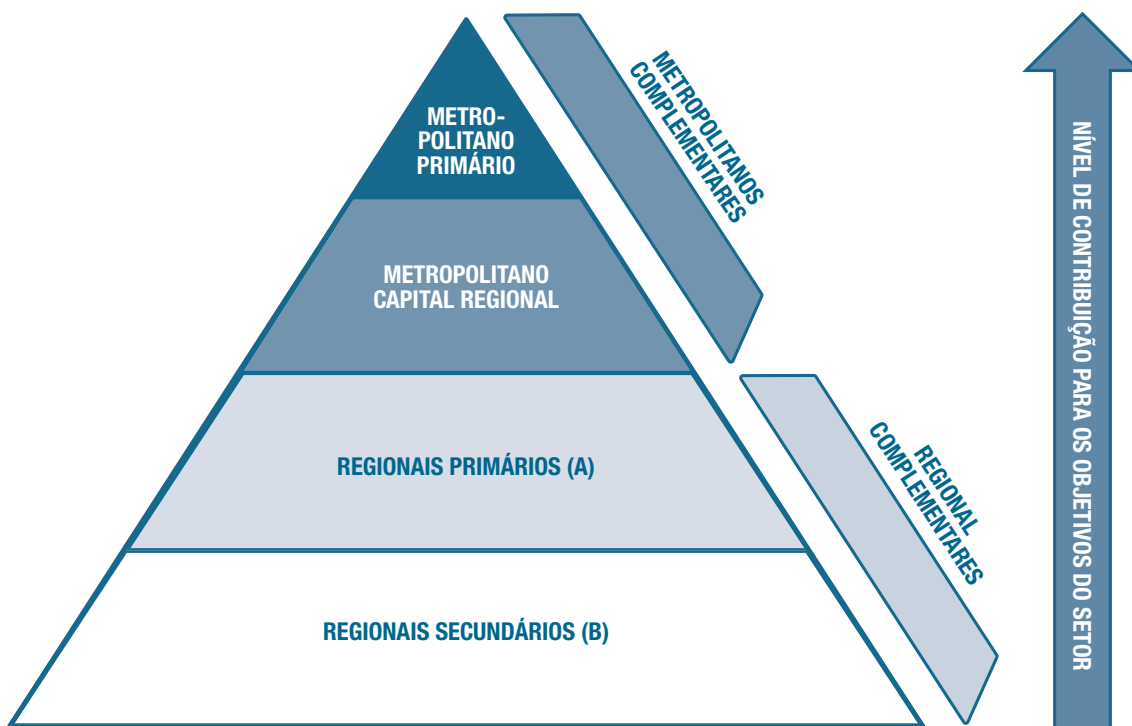 METRO-
POLITANO
PRIMÁRIO
METROPOLITANO
CAPITAL REGIONAL
REGIONAIS PRIMÁRIOS (A)
REGIONAIS SECUNDÁRIOS (B)
METROPOLITANOS
COMPLEMENTARES
REGIONAL
COMPLEMENTARES
NÍVEL DE CONTRIBUIÇÃO PARA OS OBJETIVOS DO SETOR